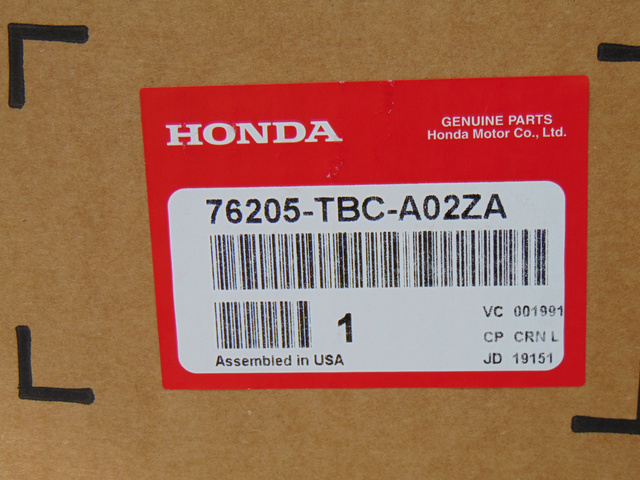 HONDA
GENUINE PARTS
Honda Motor Co., Ltd.
76205-TBC-A02ZA
1
VC 001991
CP CRN L
Assembled in USA
JD 19151